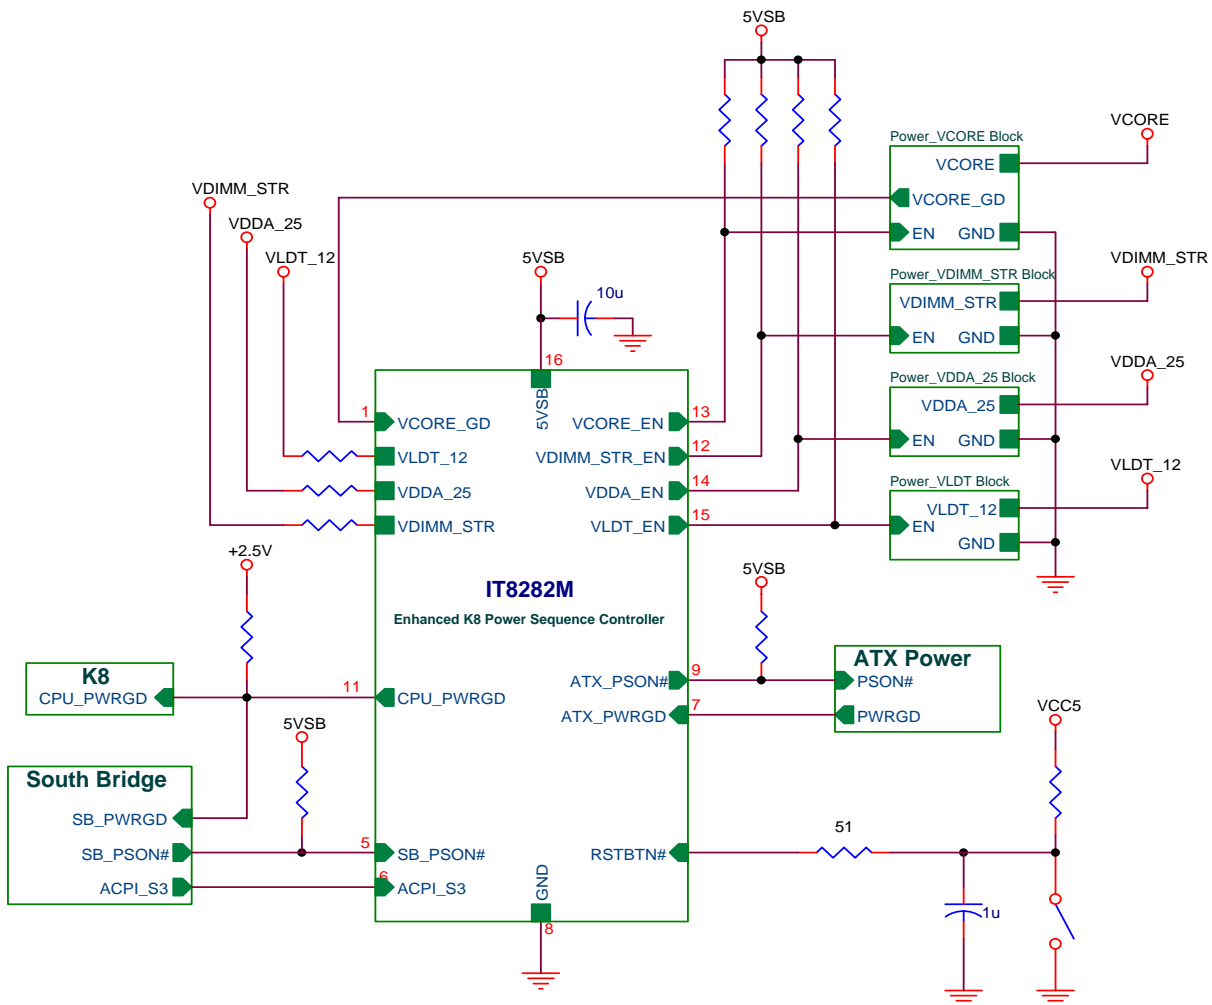 5VSB
VCORE
Power_VCORE Block
VCORE
VCORE_GD
EN GND
VDIMM_STR
VDDA_25
VLDT_12
5VSB
10u
VDIMM_STR
Power_VDIMM_STR Block
VDIMM_STR
EN GND
VDDA_25
Power_VDDA_25 Block
VDDA_25
EN GND
VLDT_12
Power_VLDT Block
VLDT_12
EN
GND
16
5VSB
1 VCORE_GD
VLDT_12
VDDA_25
VDIMM_STR
VCORE_EN 13
VDIMM_STR_EN 12
VDDA_EN 14
VLDT_EN 15
IT8282M
Enhanced K8 Power Sequence Controller
+2.5V
K8
CPU_PWRGD
11 CPU_PWRGD
5VSB
ATX_PSON# 9
ATX_PWRGD 7
ATX Power
PSON#
PWRGD
5VSB
South Bridge
SB_PWRGD
SB_PSON#
ACPI_S3
5 SB_PSON#
6 ACPI_S3
VCC5
RSTBTN#
51
1u
GND
8